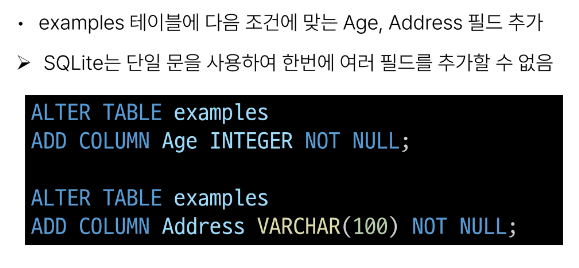 • examples 테이블에 다음 조건에 맞는 Age, Address 필드 추가
➤ SQLite는 단일 문을 사용하여 한번에 여러 필드를 추가할 수 없음
ALTER TABLE examples
ADD COLUMN Age INTEGER NOT NULL;
ALTER TABLE examples
ADD COLUMN Address VARCHAR(100) NOT NULL;